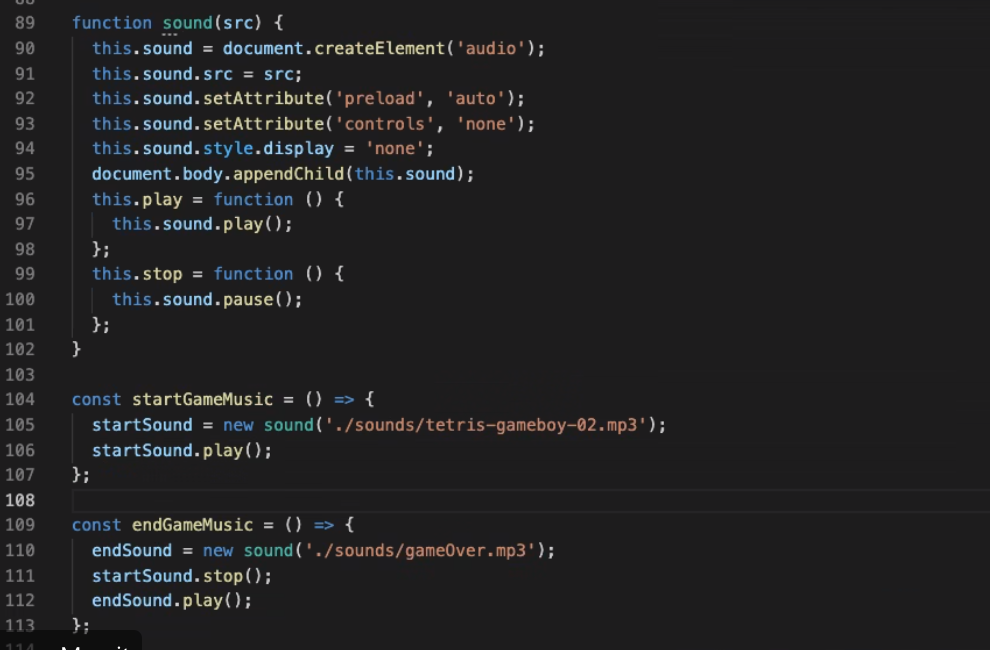 89 function sound(src) {
90 this.sound = document.createElement('audio');
91 this.sound.src = src;
92 this.sound.setAttribute('preload', 'auto');
93 this.sound.setAttribute('controls', 'none');
94 this.sound.style.display = 'none';
95 document.body.appendChild(this.sound);
96 this.play = function () {
97 this.sound.play();
98 };
99 this.stop = function () {
100 this.sound.pause();
101 };
102 }
103
104 const startGameMusic = () => {
105 startSound = new sound('./sounds/tetris-gameboy-02.mp3');
106 startSound.play();
107 };
108
109 const endGameMusic = () => {
110 endSound = new sound('./sounds/gameOver.mp3');
111 startSound.stop();
112 endSound.play();
113 };